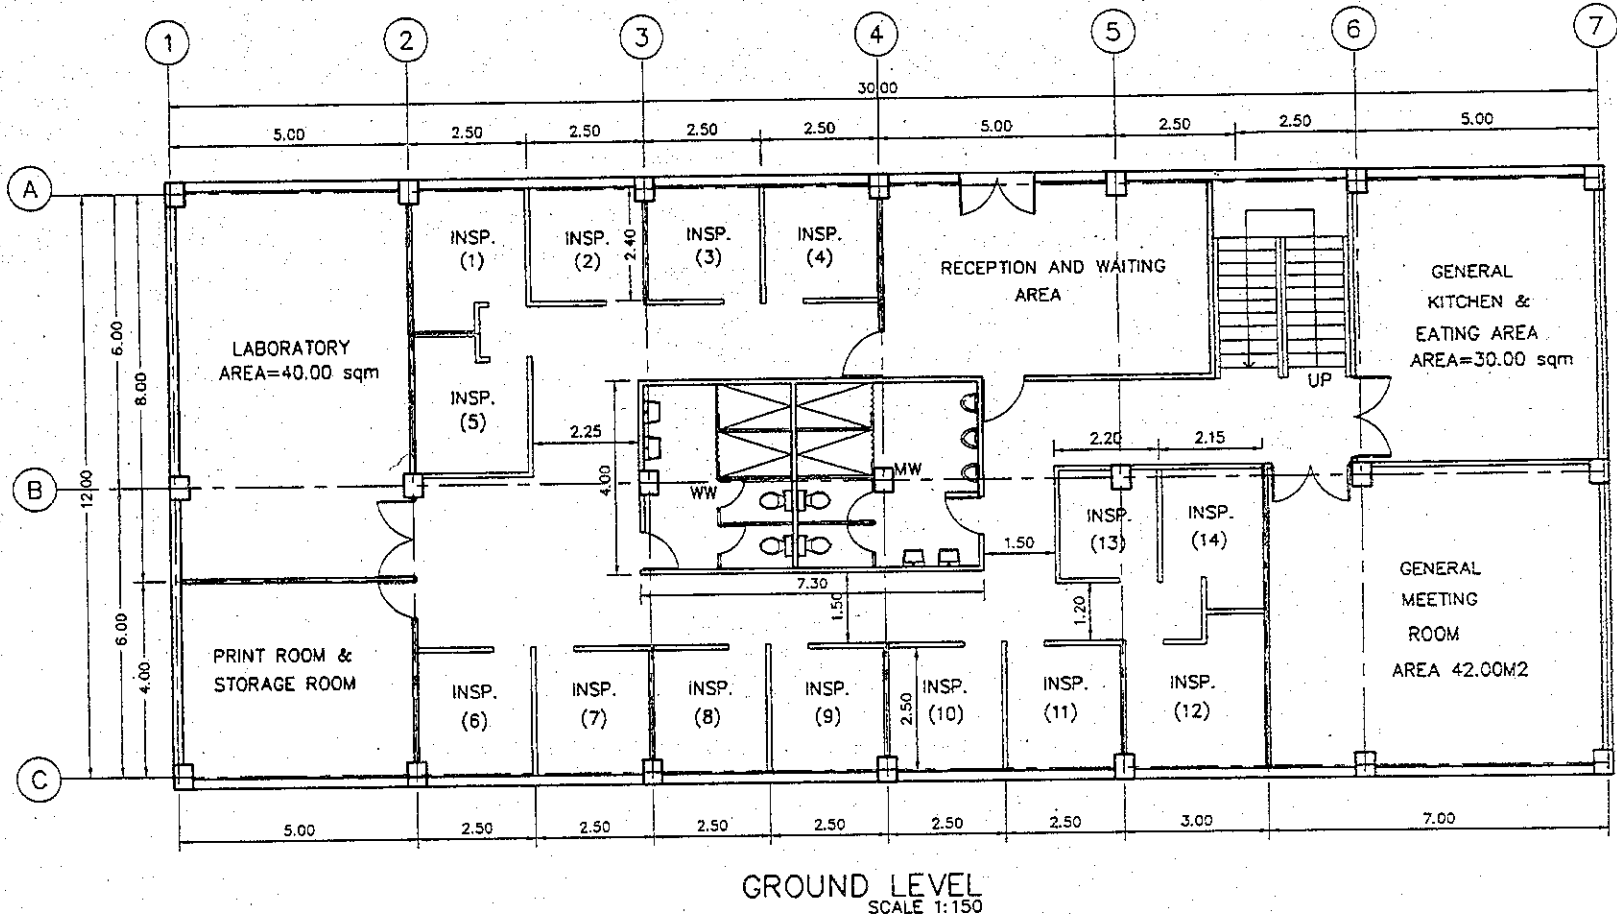 1 2 3 4 5 6 7
30.00
5.00 2.50 2.50 2.50 2.50 5.00 2.50 2.50 5.00
A
B
C
12.00
6.00
6.00
8.00
4.00
LABORATORY
AREA=40.00 sqm
INSP.
(1)
INSP.
(2)
2.40
INSP.
(3)
INSP.
(4)
RECEPTION AND WAITING
AREA
UP
GENERAL
KITCHEN &
EATING AREA
AREA=30.00 sqm
INSP.
(5)
2.25
4.00
WW
MW
7.30
1.50
1.50
2.20
2.15
INSP.
(13)
INSP.
(14)
1.20
GENERAL
MEETING
ROOM
AREA 42.00M2
PRINT ROOM &
STORAGE ROOM
INSP.
(6)
INSP.
(7)
INSP.
(8)
INSP.
(9)
2.50
INSP.
(10)
INSP.
(11)
INSP.
(12)
5.00 2.50 2.50 2.50 2.50 2.50 2.50 3.00 7.00
GROUND LEVEL
SCALE 1:150